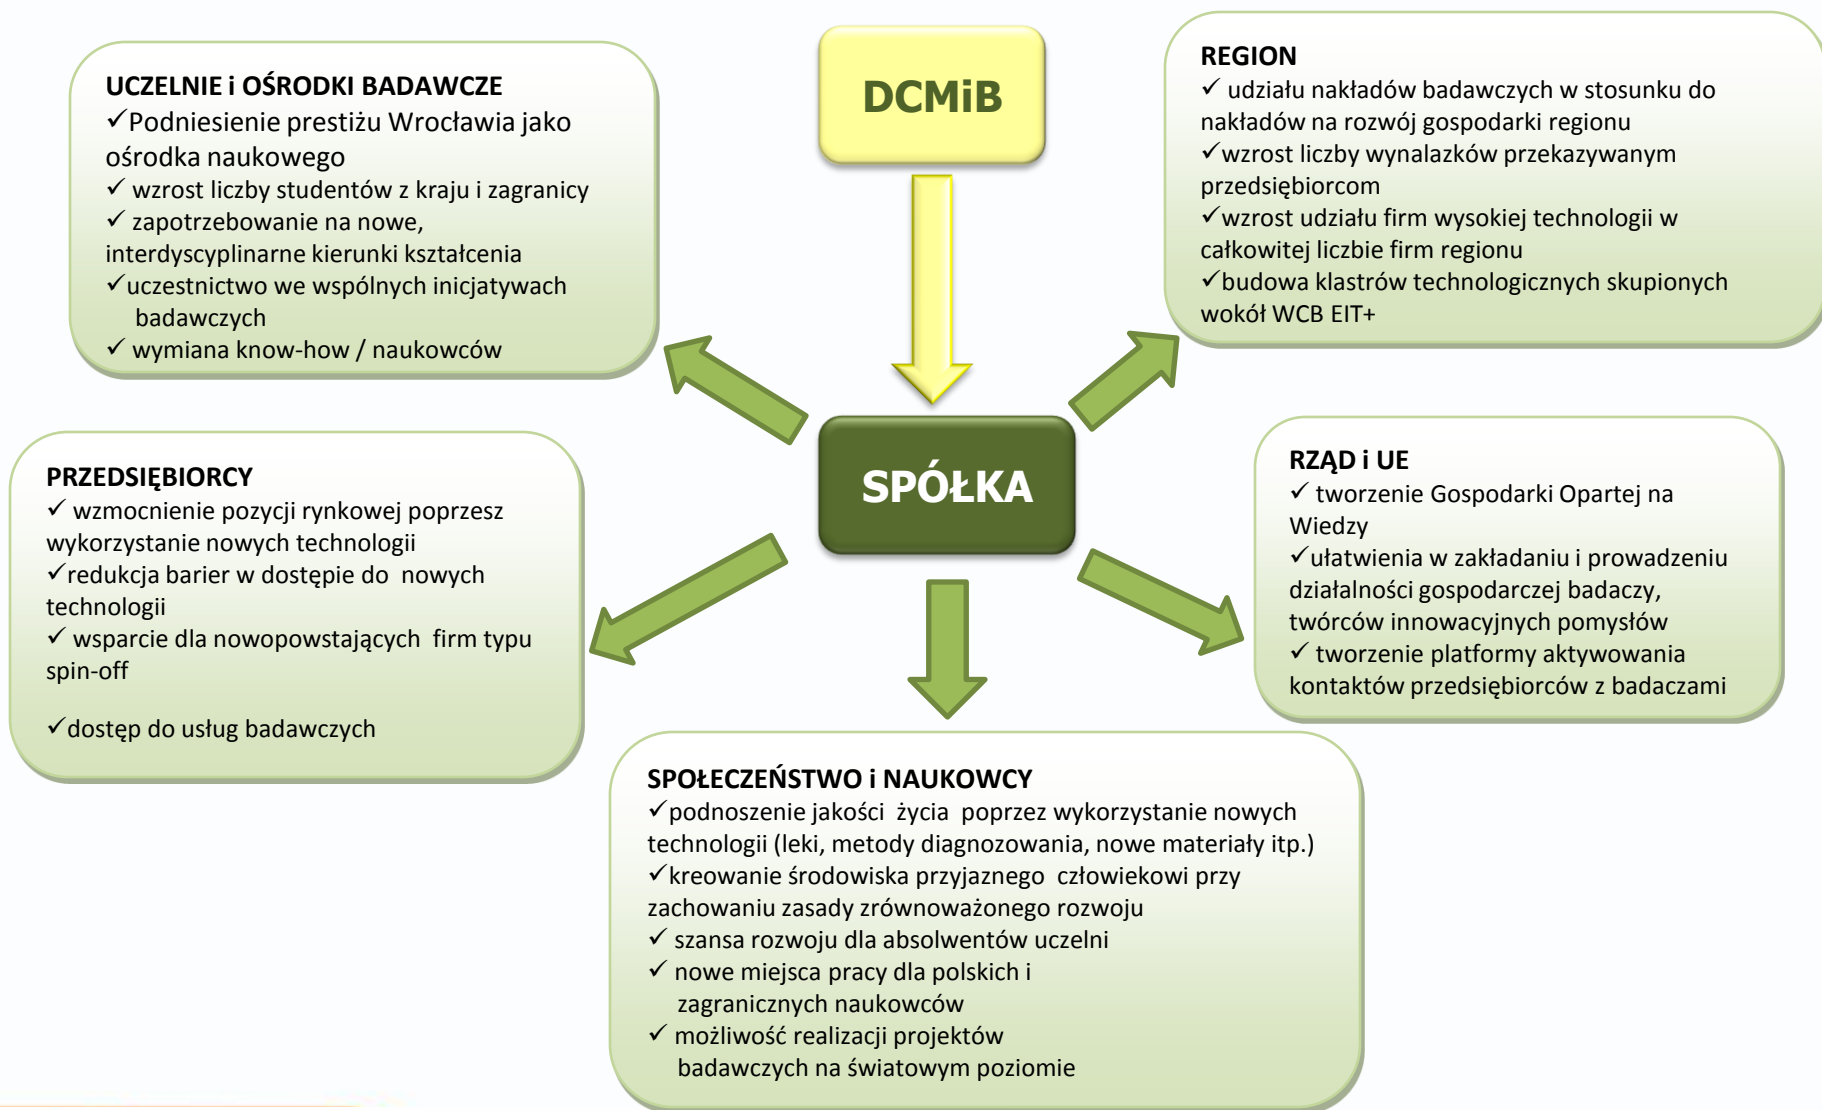 UCZELNIE i OŚRODKI BADAWCZE
✓Podniesienie prestiżu Wrocławia jako
ośrodka naukowego
✓ wzrost liczby studentów z kraju i zagranicy
✓ zapotrzebowanie na nowe,
interdyscyplinarne kierunki kształcenia
✓uczestnictwo we wspólnych inicjatywach
badawczych
✓ wymiana know-how / naukowców
DCMiB
REGION
✓ udziału nakładów badawczych w stosunku do
nakładów na rozwój gospodarki regionu
✓wzrost liczby wynalazków przekazywanym
przedsiębiorcom
✓wzrost udziału firm wysokiej technologii w
całkowitej liczbie firm regionu
✓budowa klastrów technologicznych skupionych
wokół WCB EIT+
SPÓŁKA
PRZEDSIĘBIORCY
✓ wzmocnienie pozycji rynkowej poprzesz
wykorzystanie nowych technologii
✓redukcja barier w dostępie do nowych
technologii
✓ wsparcie dla nowopowstających firm typu
spin-off
✓dostęp do usług badawczych
RZĄD i UE
✓ tworzenie Gospodarki Opartej na
Wiedzy
✓ułatwienia w zakładaniu i prowadzeniu
działalności gospodarczej badaczy,
twórców innowacyjnych pomysłów
✓ tworzenie platformy aktywowania
kontaktów przedsiębiorców z badaczami
SPOŁECZEŃSTWO i NAUKOWCY
✓podnoszenie jakości życia poprzez wykorzystanie nowych
technologii (leki, metody diagnozowania, nowe materiały itp.)
✓kreowanie środowiska przyjaznego człowiekowi przy
zachowaniu zasady zrównoważonego rozwoju
✓ szansa rozwoju dla absolwentów uczelni
✓ nowe miejsca pracy dla polskich i
zagranicznych naukowców
✓ możliwość realizacji projektów
badawczych na światowym poziomie